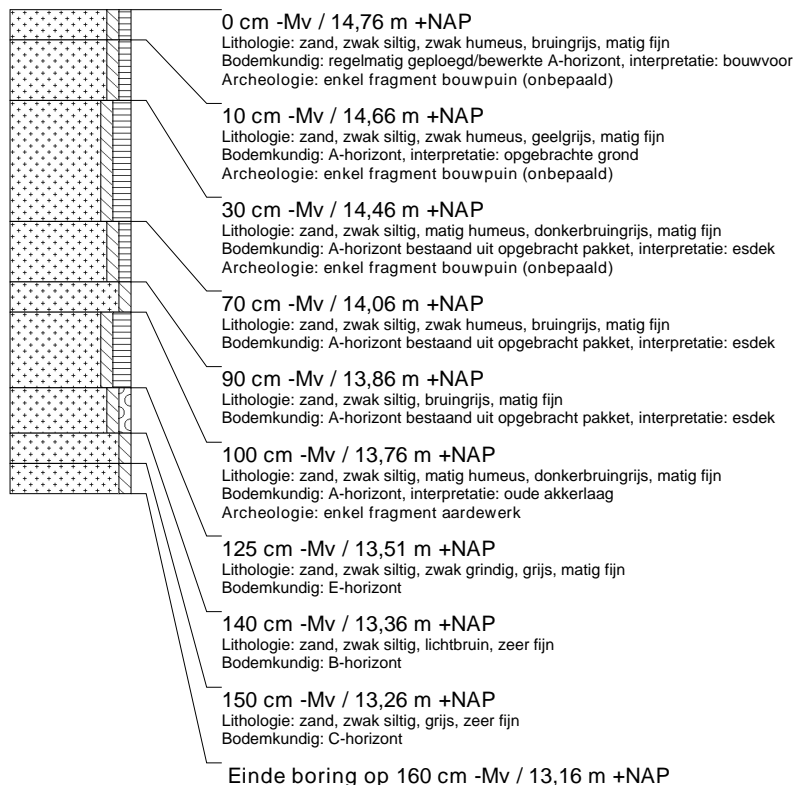 0 cm -Mv / 14,76 m +NAP
Lithologie: zand, zwak siltig, zwak humeus, bruingrijs, matig fijn
Bodemkundig: regelmatig geploegd/bewerkte A-horizont, interpretatie: bouwvoor
Archeologie: enkel fragment bouwpuin (onbepaald)
10 cm -Mv / 14,66 m +NAP
Lithologie: zand, zwak siltig, zwak humeus, geelgrijs, matig fijn
Bodemkundig: A-horizont, interpretatie: opgebrachte grond
Archeologie: enkel fragment bouwpuin (onbepaald)
30 cm -Mv / 14,46 m +NAP
Lithologie: zand, zwak siltig, matig humeus, donkerbruingrijs, matig fijn
Bodemkundig: A-horizont bestaand uit opgebracht pakket, interpretatie: esdek
Archeologie: enkel fragment bouwpuin (onbepaald)
70 cm -Mv / 14,06 m +NAP
Lithologie: zand, zwak siltig, zwak humeus, bruingrijs, matig fijn
Bodemkundig: A-horizont bestaand uit opgebracht pakket, interpretatie: esdek
90 cm -Mv / 13,86 m +NAP
Lithologie: zand, zwak siltig, bruingrijs, matig fijn
Bodemkundig: A-horizont bestaand uit opgebracht pakket, interpretatie: esdek
100 cm -Mv / 13,76 m +NAP
Lithologie: zand, zwak siltig, matig humeus, donkerbruingrijs, matig fijn
Bodemkundig: A-horizont, interpretatie: oude akkerlaag
Archeologie: enkel fragment aardewerk
125 cm -Mv / 13,51 m +NAP
Lithologie: zand, zwak siltig, zwak grindig, grijs, matig fijn
Bodemkundig: E-horizont
140 cm -Mv / 13,36 m +NAP
Lithologie: zand, zwak siltig, lichtbruin, zeer fijn
Bodemkundig: B-horizont
150 cm -Mv / 13,26 m +NAP
Lithologie: zand, zwak siltig, grijs, zeer fijn
Bodemkundig: C-horizont
Einde boring op 160 cm -Mv / 13,16 m +NAP